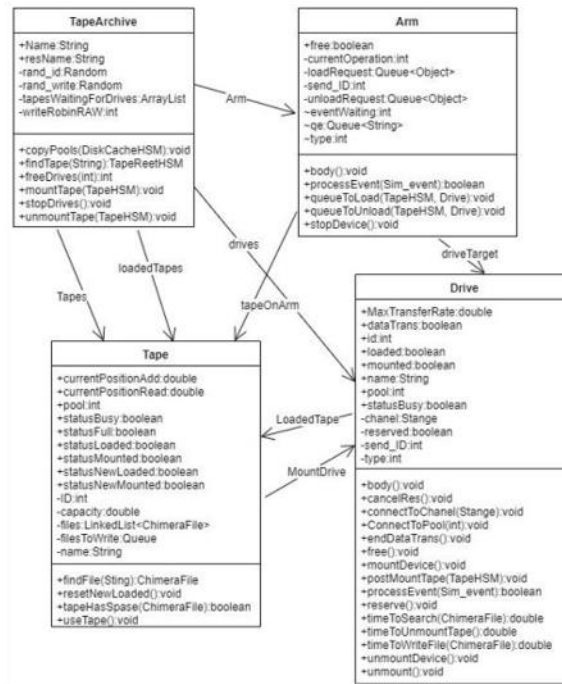 TapeArchive
+Name:String
+resName:String
-rand_id:Random
-rand_write:Random
-tapesWaitingForDrives:ArrayList
-writeRobinRAW:int
+copyPools(DiskCacheHSM):void
+findTape(String):TapeReetHSM
+freeDrives(int):int
+mountTape(TapeHSM):void
+stopDrives():void
+unmountTape(TapeHSM):void
Arm
Arm
+free:boolean
-currentOperation:int
-loadRequest:Queue<Object>
-send_ID:int
-unloadRequest:Queue<Object>
~eventWaiting:int
~qe:Queue<String>
~type:int
+body():void
+processEvent(Sim_event):boolean
+queueToLoad(TapeHSM, Drive):void
+queueToUnload(TapeHSM, Drive):void
+stopDevice():void
drives
driveTarget
loadedTapes
Tapes
tapeOnArm
Tape
+currentPositionAdd:double
+currentPositionRead:double
+pool:int
+statusBusy:boolean
+statusFull:boolean
+statusLoaded:boolean
+statusMounted:boolean
+statusNewLoaded:boolean
+statusNewMounted:boolean
-ID:int
-capacity:double
-files:LinkedList<ChimeraFile>
-filesToWrite:Queue
-name:String
+findFile(Sting):ChimeraFile
+resetNewLoaded():void
+tapeHasSpase(ChimeraFile):boolean
+useTape():void
LoadedTape
MountDrive
Drive
+MaxTransferRate:double
+dataTrans:boolean
+id:int
+loaded:boolean
+mounted:boolean
+name:String
+pool:int
+statusBusy:boolean
-chanel:Stange
-reserved:boolean
-send_ID:int
-type:int
+body():void
+cancelRes():void
+connectToChanel(Stange):void
+ConnectToPool(int):void
+endDataTrans():void
+free():void
+mountDevice():void
+postMountTape(TapeHSM):void
+processEvent(Sim_event):boolean
+reserve():void
+timeToSearch(ChimeraFile):double
+timeToUnmountTape():double
+timeToWriteFile(ChimeraFile):double
+unmountDevice():void
+unmount():void